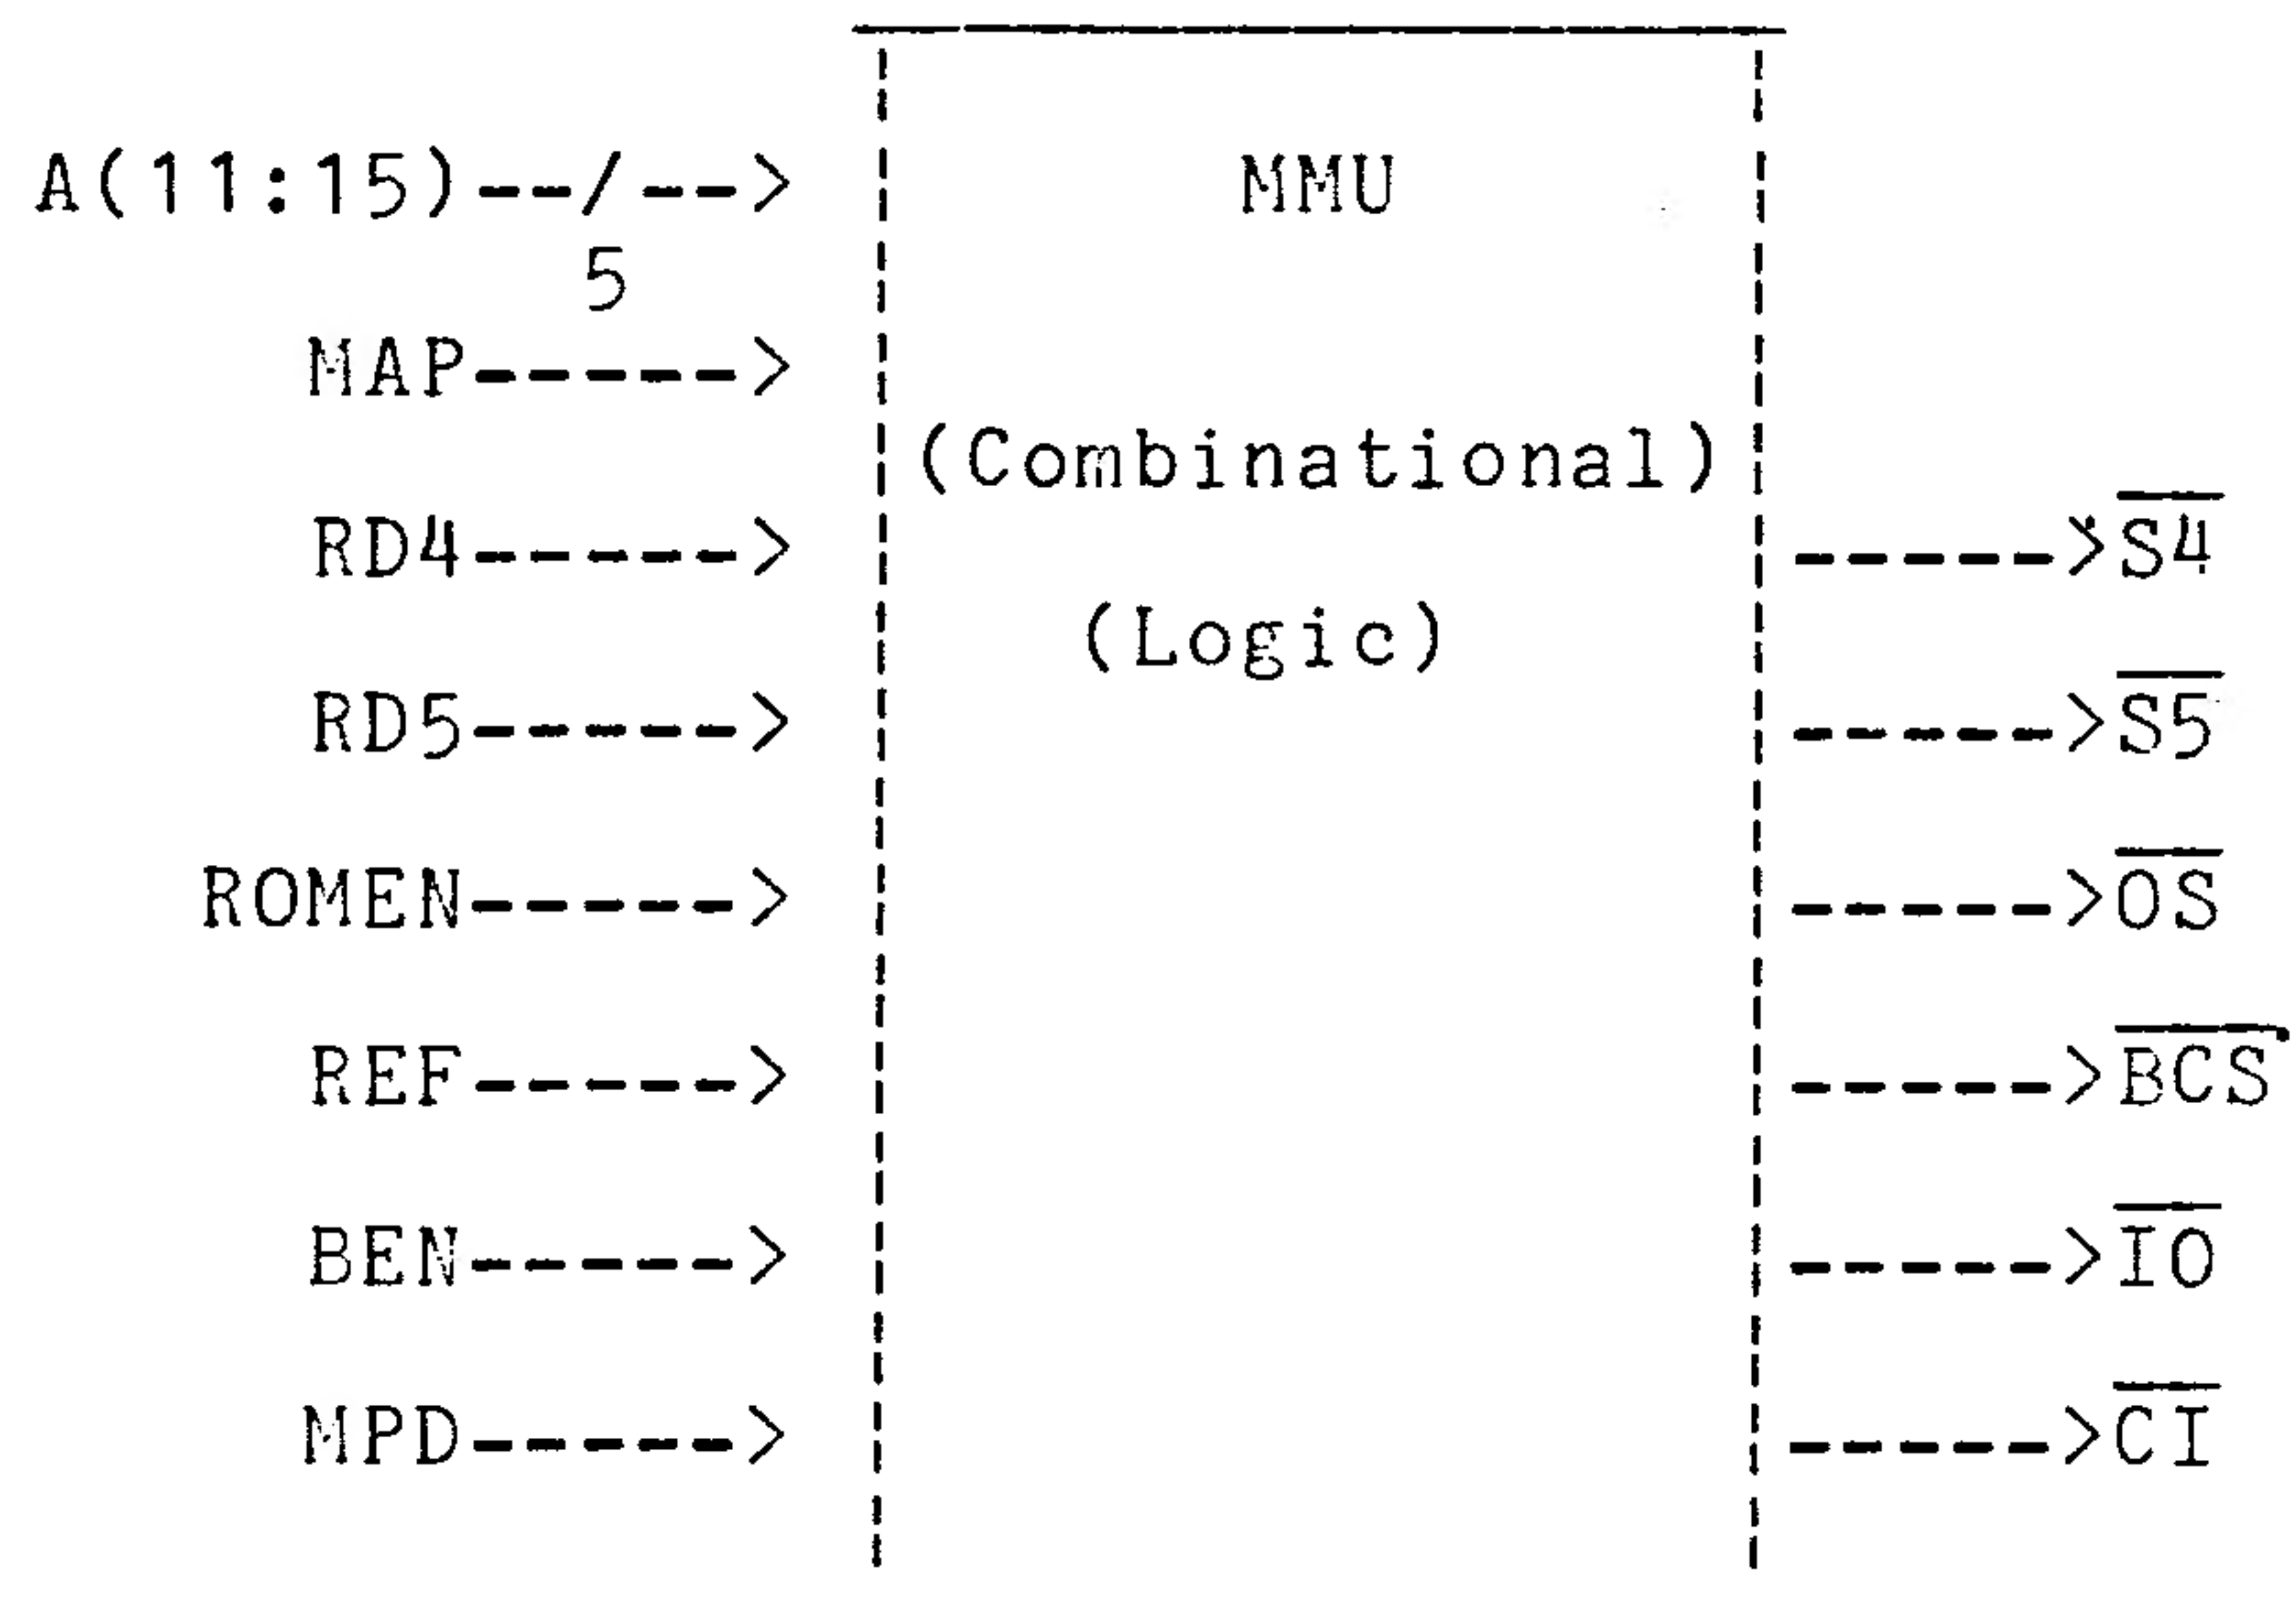 A(11:15)--/--> MMU
5
MAP----->
(Combinational)
RD4-----> ----->S4
(Logic)
RD5-----> ----->S5
ROMEN-----> ----->OS
REF-----> ----->BCS
BEN-----> ----->IO
MPD-----> ----->CI